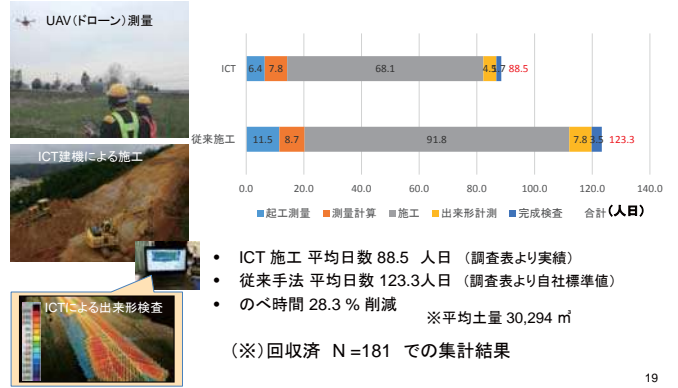 UAV(ドローン)測量
ICT建機による施工
ICTによる出来形検査
ICT 6.4 7.8 68.1 4.5 1.7 88.5
従来施工 11.5 8.7 91.8 7.8 3.5 123.3
0.0 20.0 40.0 60.0 80.0 100.0 120.0 140.0
起工測量 測量計算 施工 出来形計測 完成検査 合計(人日)
• ICT 施工 平均日数 88.5 人日 (調査表より実績)
• 従来手法 平均日数 123.3人日 (調査表より自社標準値)
• のべ時間 28.3 % 削減
※平均土量 30,294 ㎥
(※)回収済 N =181 での集計結果
19